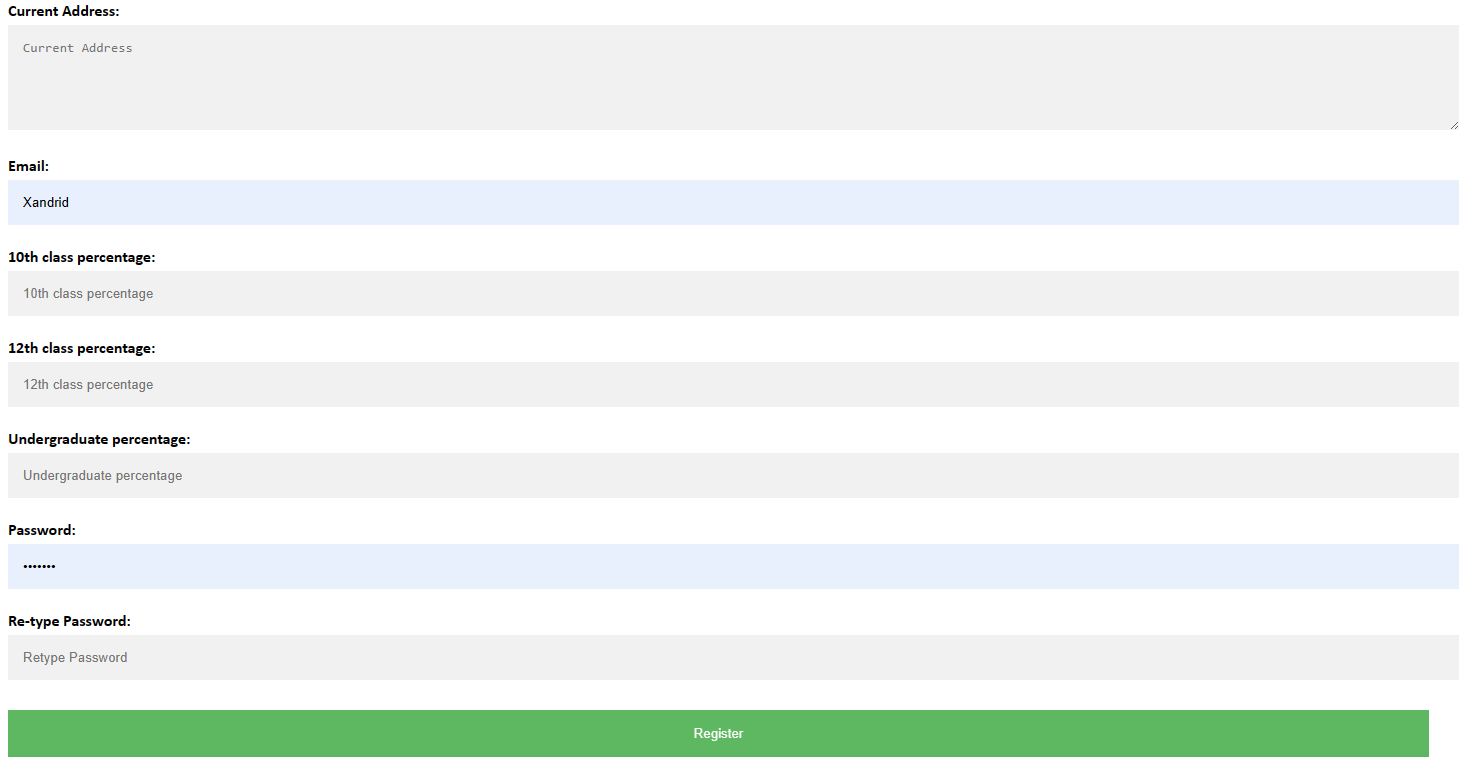 Current Address:
Current Address
Email:
Xandrid
10th class percentage:
10th class percentage
12th class percentage:
12th class percentage
Undergraduate percentage:
Undergraduate percentage
Password:
•••••••
Re-type Password:
Retype Password
Register